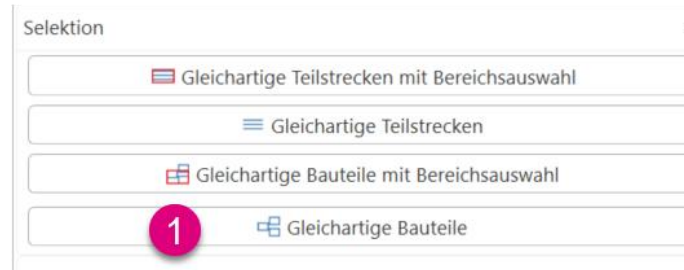 Selektion
Gleichartige Teilstrecken mit Bereichsauswahl
Gleichartige Teilstrecken
Gleichartige Bauteile mit Bereichsauswahl
1 Gleichartige Bauteile